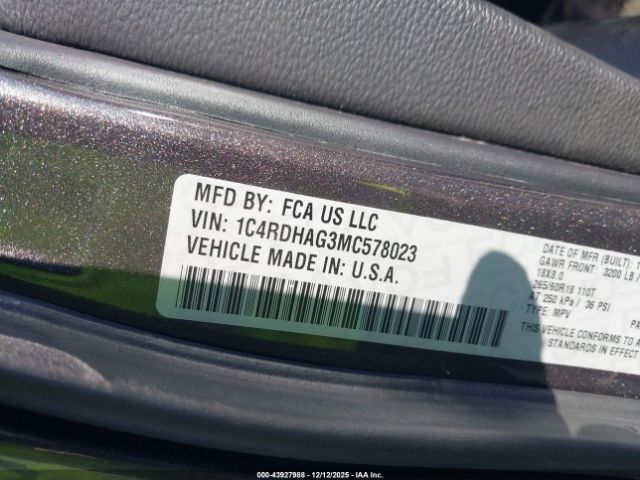 MFD BY: FCA US LLC
VIN: 1C4RDHAG3MC578023
VEHICLE MADE IN: U.S.A.
DATE OF MFR (BUILT):
GAWR FRONT: 3200 LB
18X8.0
265/60R18 110T
AT 250 kPa / 36 PSI
TYPE: MPV
THIS VEHICLE CONFORMS TO
STANDARDS IN EFFECT
000-43927988 - 12/12/2025 - IAA Inc.